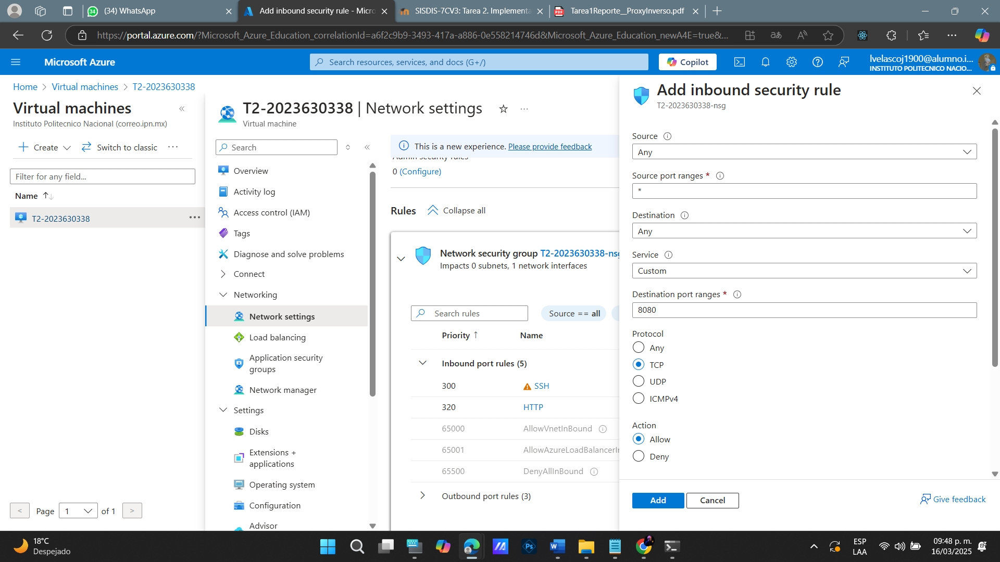 (34) WhatsApp
Add inbound security rule - Micro
SISDIS-7CV3: Tarea 2. Implementa
Tarea1Reporte__ProxyInverso.pdf
https://portal.azure.com/?Microsoft_Azure_Education_correlationId=a6f2c9b9-3493-417a-a886-0e558214746d&Microsoft_Azure_Education_newA4E=true&...
Microsoft Azure
Search resources, services, and docs (G+/)
Copilot
lvelascoj1900@alumno.i...
INSTITUTO POLITECNICO NACIO...
Home > Virtual machines > T2-2023630338
Virtual machines
Instituto Politecnico Nacional (correo.ipn.mx)
Create
Switch to classic
Filter for any field...
Name
T2-2023630338
< Page 1 of 1 >
T2-2023630338 | Network settings
Virtual machine
Search
Overview
Activity log
Access control (IAM)
Tags
Diagnose and solve problems
Connect
Networking
Network settings
Load balancing
Application security
groups
Network manager
Settings
Disks
Extensions +
applications
Operating system
Configuration
Advisor
This is a new experience. Please provide feedback
Admin security rules
0 (Configure)
Rules
Collapse all
Network security group T2-2023630338-nsg
Impacts 0 subnets, 1 network interfaces
Search rules
Source == all
Priority ↑ Name
Inbound port rules (5)
300 SSH
320 HTTP
65000 AllowVnetInBound
65001 AllowAzureLoadBalancerIn
65500 DenyAllInBound
Outbound port rules (3)
Add inbound security rule
T2-2023630338-nsg
Source
Any
Source port ranges *
*
Destination
Any
Service
Custom
Destination port ranges *
8080
Protocol
Any
TCP
UDP
ICMPv4
Action
Allow
Deny
Add
Cancel
Give feedback
18°C
Despejado
ESP
LAA
09:48 p. m.
16/03/2025